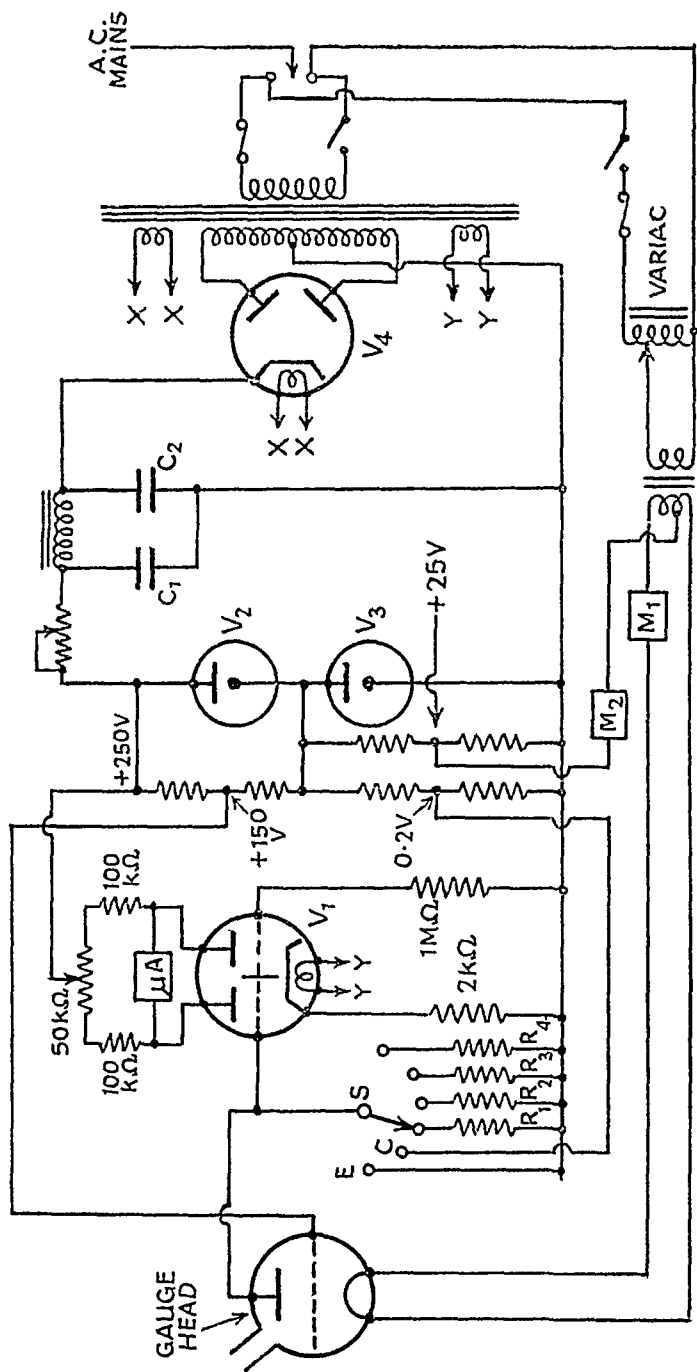 A.C.
MAINS
X
X
Y
Y
V4
X
X
VARIAC
C1
C2
V2
V3
+25V
M2
M1
+250V
+150
V
0.2V
100
kΩ
50kΩ
100
kΩ
μA
V1
Y
Y
1MΩ
2kΩ
R4
R3
R2
R1
S
C
E
GAUGE
HEAD